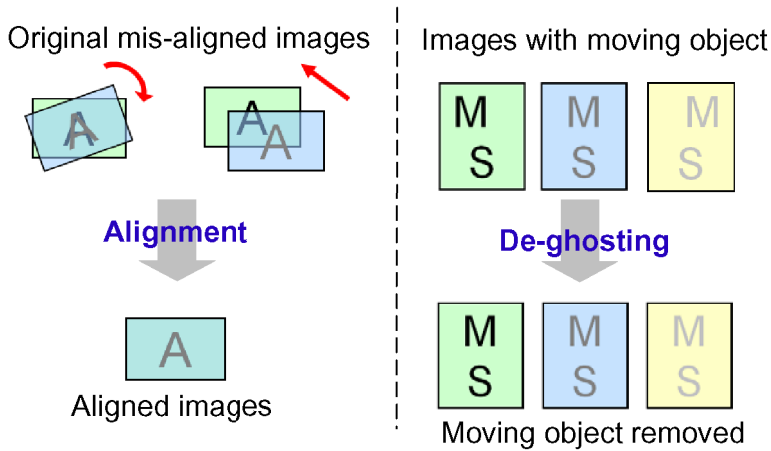 Original mis-aligned images
A A
A
A
Alignment
A
Aligned images
Images with moving object
M M M
S S S
De-ghosting
M M M
S S S
Moving object removed